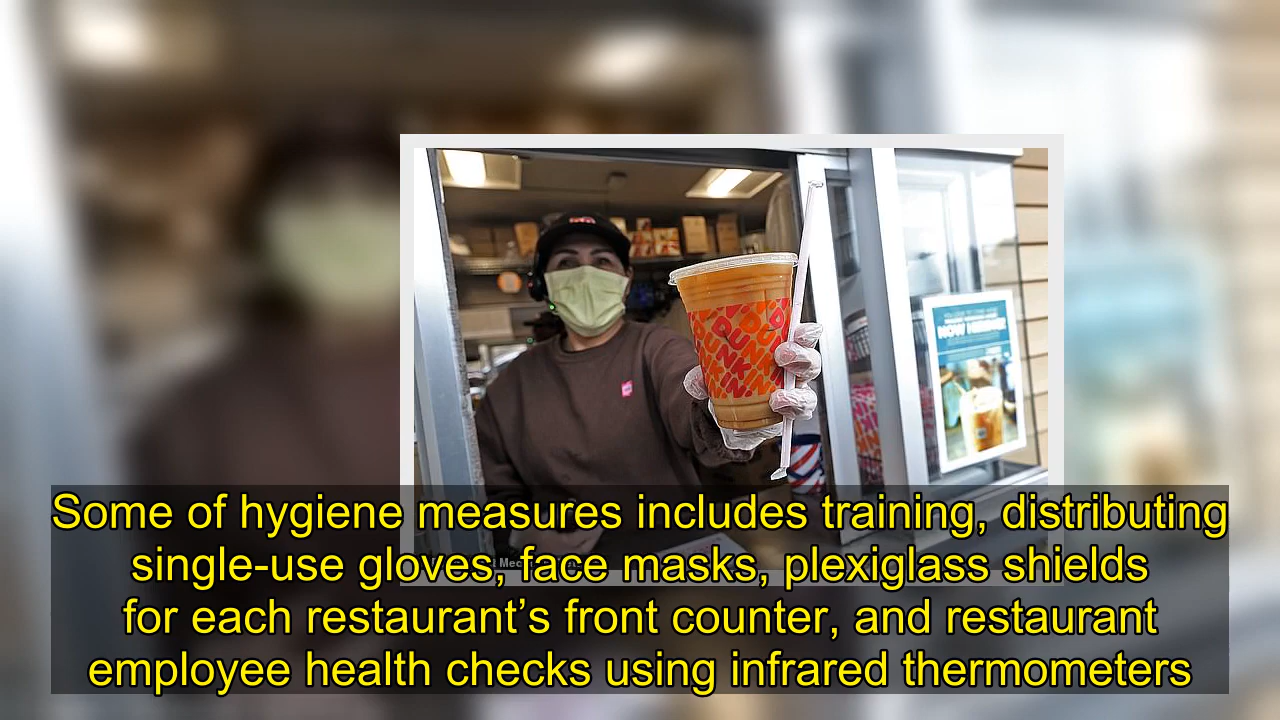 DUNKIN
DUNKIN
NOW HIRING
Some of hygiene measures includes training, distributing
single-use gloves, face masks, plexiglass shields
for each restaurant’s front counter, and restaurant
employee health checks using infrared thermometers